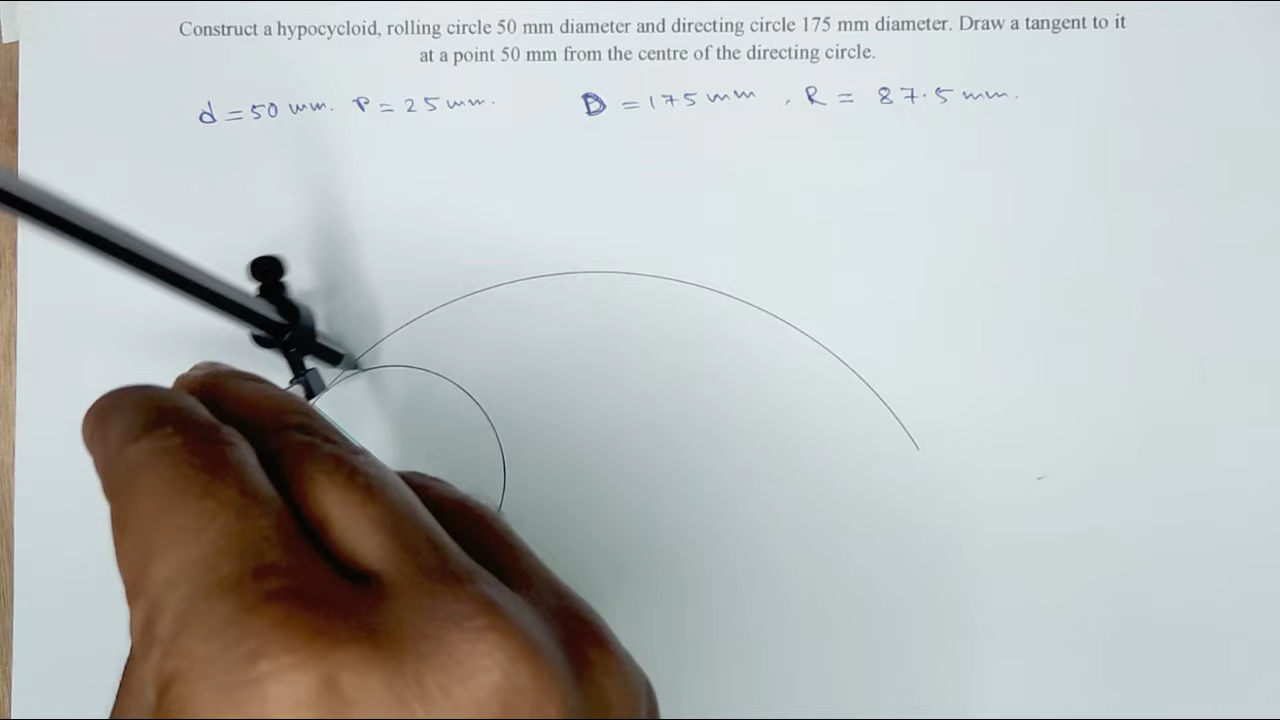 Construct a hypocycloid, rolling circle 50 mm diameter and directing circle 175 mm diameter. Draw a tangent to it
at a point 50 mm from the centre of the directing circle.
d = 50 mm. r = 25 mm. D = 175 mm , R = 87.5 mm.